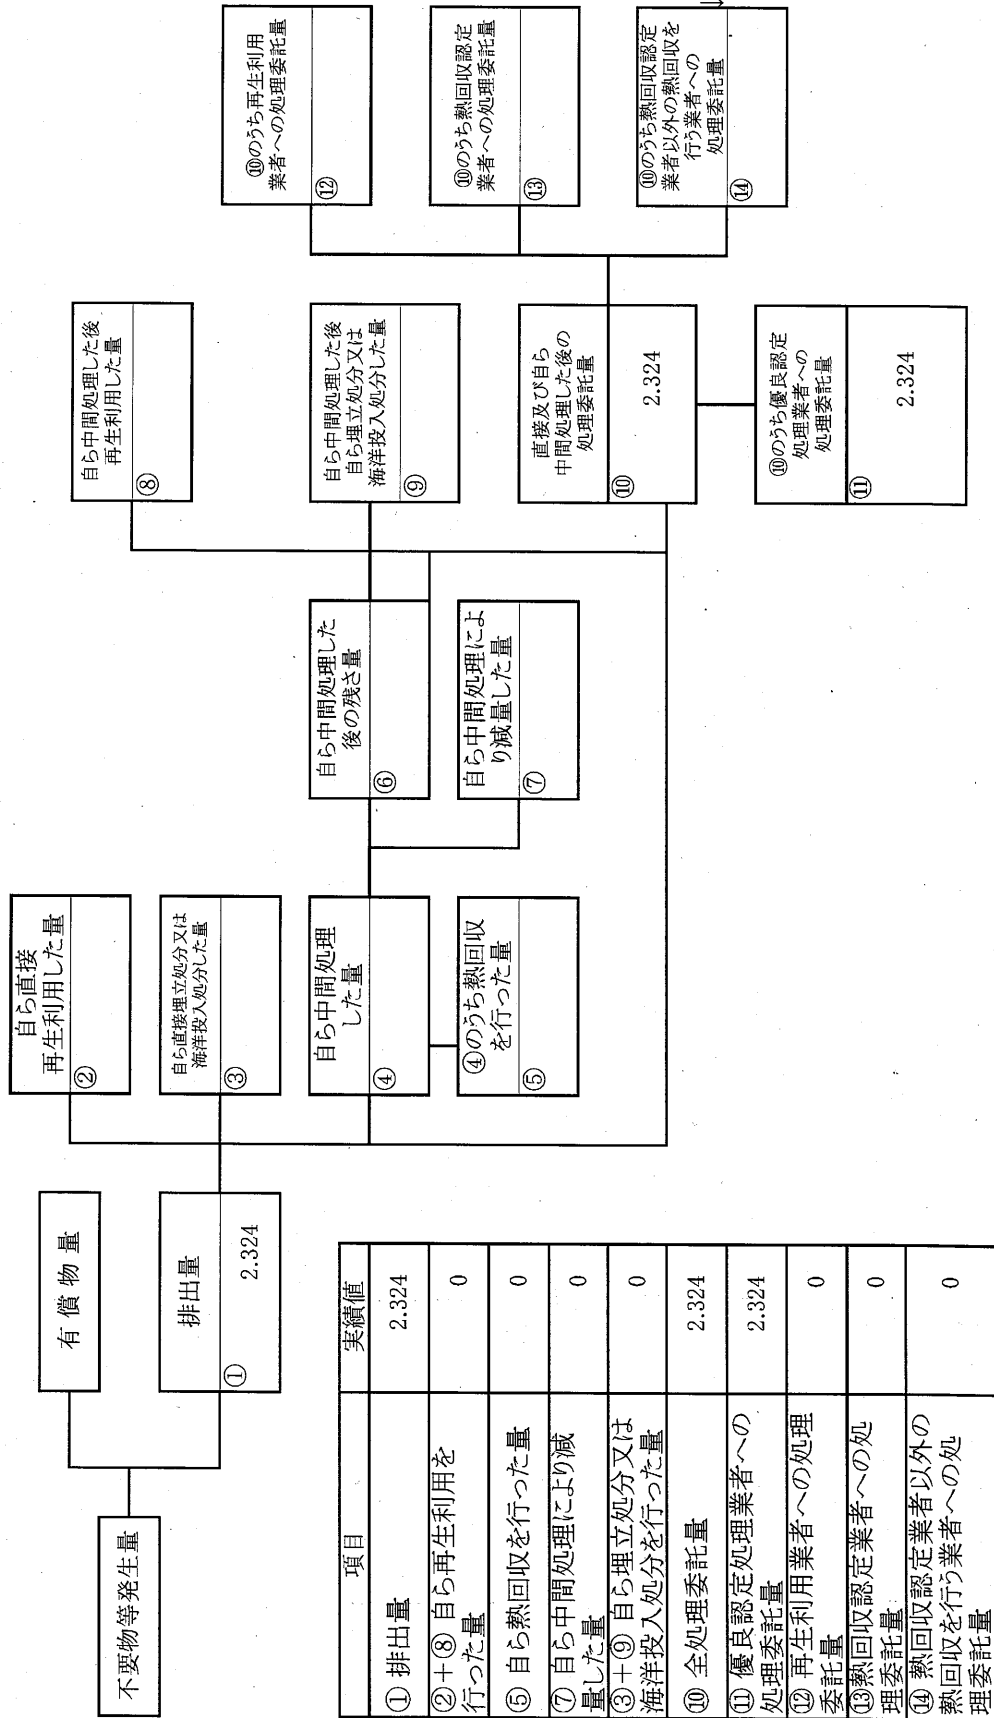 不要物等発生量
有償物量
排出量
①
2.324
自ら直接
再生利用した量
②
自ら直接埋立処分又は
海洋投入処分した量
③
自ら中間処理
した量
④
④のうち熱回収
を行った量
⑤
自ら中間処理した
後の残さ量
⑥
自ら中間処理によ
り減量した量
⑦
自ら中間処理した後
再生利用した量
⑧
自ら中間処理した後
自ら埋立処分又は
海洋投入処分した量
⑨
直接及び自ら
中間処理した後の
処理委託量
⑩
2.324
⑩のうち優良認定
処理業者への
処理委託量
⑪
2.324
⑩のうち再生利用
業者への処理委託量
⑫
⑩のうち熱回収認定
業者への処理委託量
⑬
⑩のうち熱回収認定
業者以外の熱回収を
行う業者への
処理委託量
⑭
項目 実績値
①排出量 2.324
②+⑧ 自ら再生利用を
行った量 0
⑤ 自ら熱回収を行った量 0
⑦ 自ら中間処理により減
量した量 0
③+⑨ 自ら埋立処分又は
海洋投入処分を行った量 0
⑩ 全処理委託量 2.324
⑪ 優良認定処理業者への
処理委託量 2.324
⑫ 再生利用業者への処理
委託量 0
⑬熱回収認定業者への処
理委託量 0
⑭ 熱回収認定業者以外の
熱回収を行う業者への処
理委託量 0